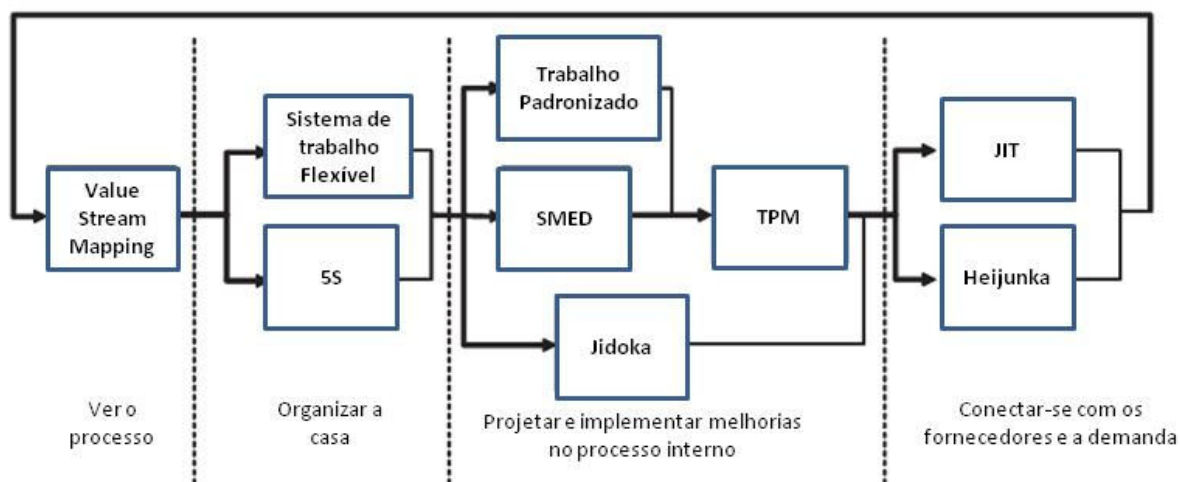 Value
Stream
Mapping
Sistema de
trabalho
Flexível
5S
Trabalho
Padronizado
SMED
Jidoka
TPM
JIT
Heijunka
Ver o
processo
Organizar a
casa
Projetar e implementar melhorias
no processo interno
Conectar-se com os
fornecedores e a demanda